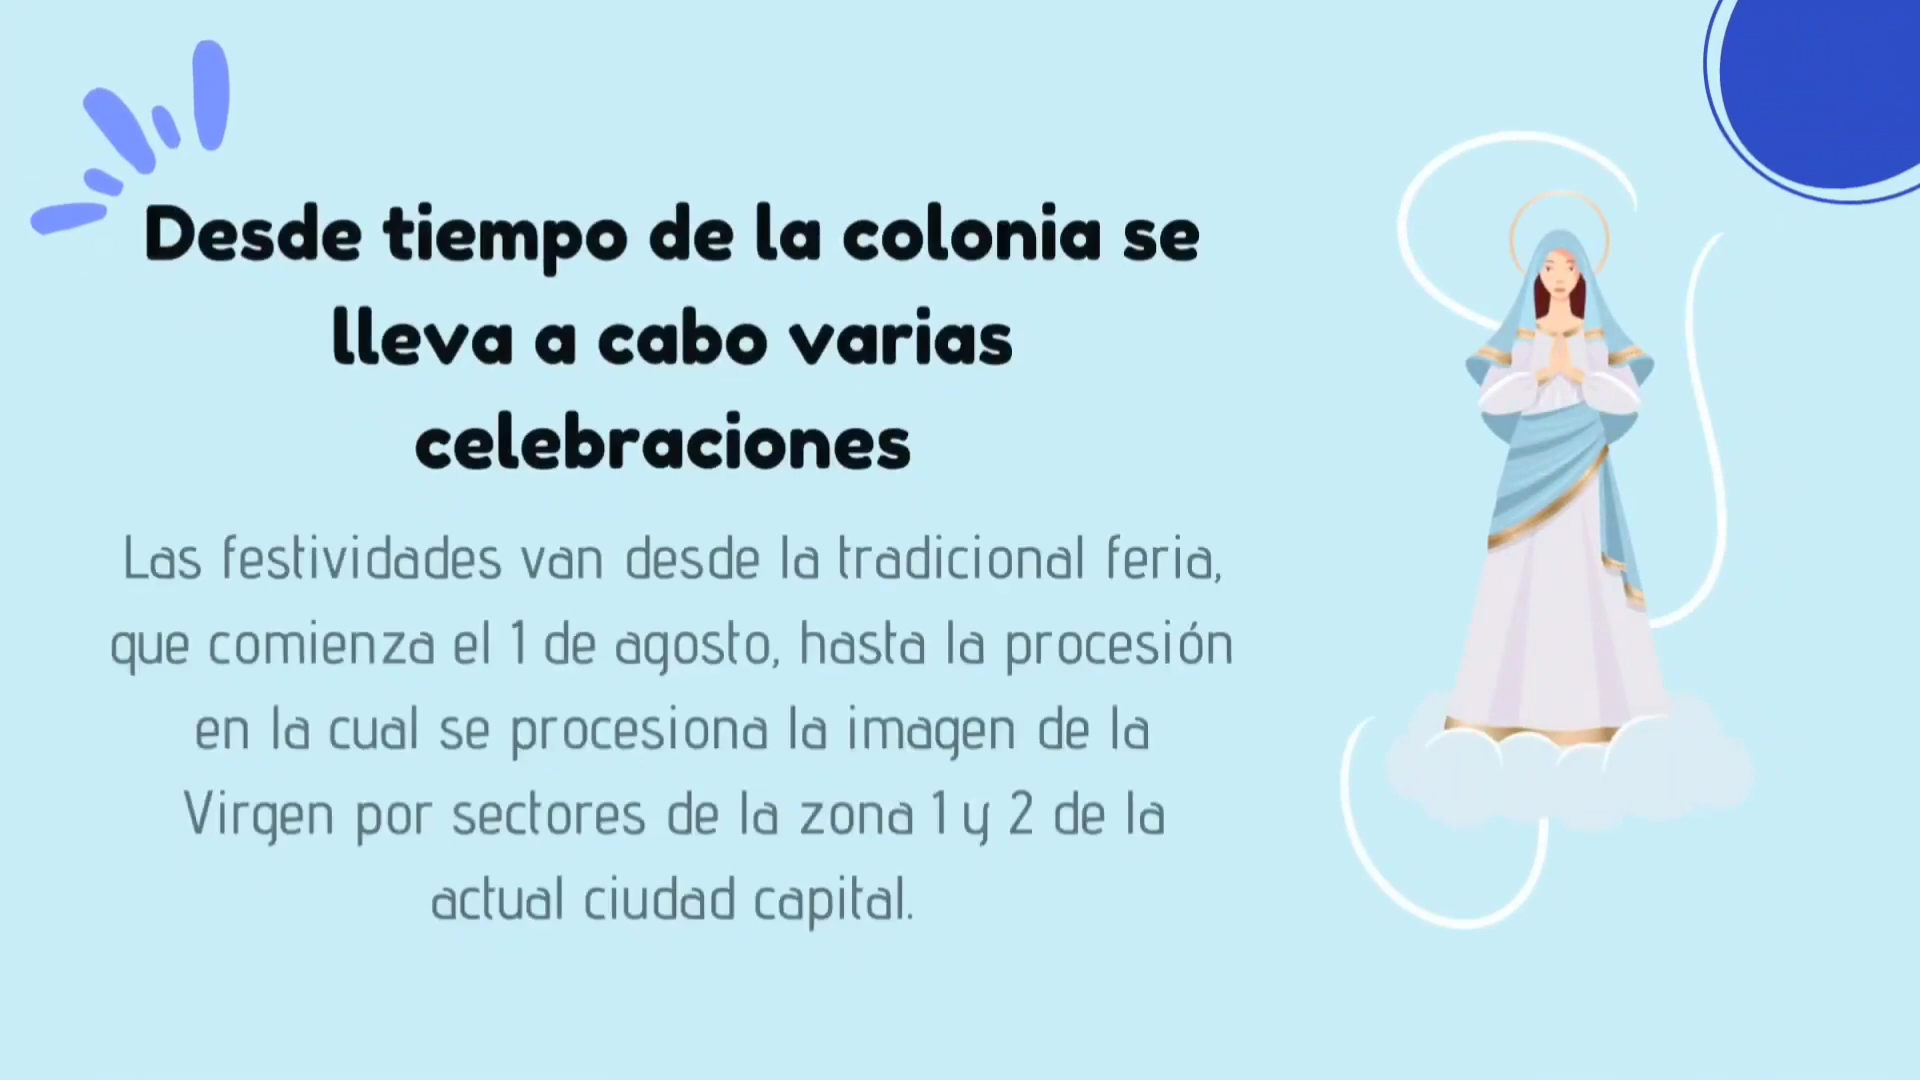 Desde tiempo de la colonia se
lleva a cabo varias
celebraciones
Las festividades van desde la tradicional feria,
que comienza el 1 de agosto, hasta la procesión
en la cual se procesiona la imagen de la
Virgen por sectores de la zona 1 y 2 de la
actual ciudad capital.